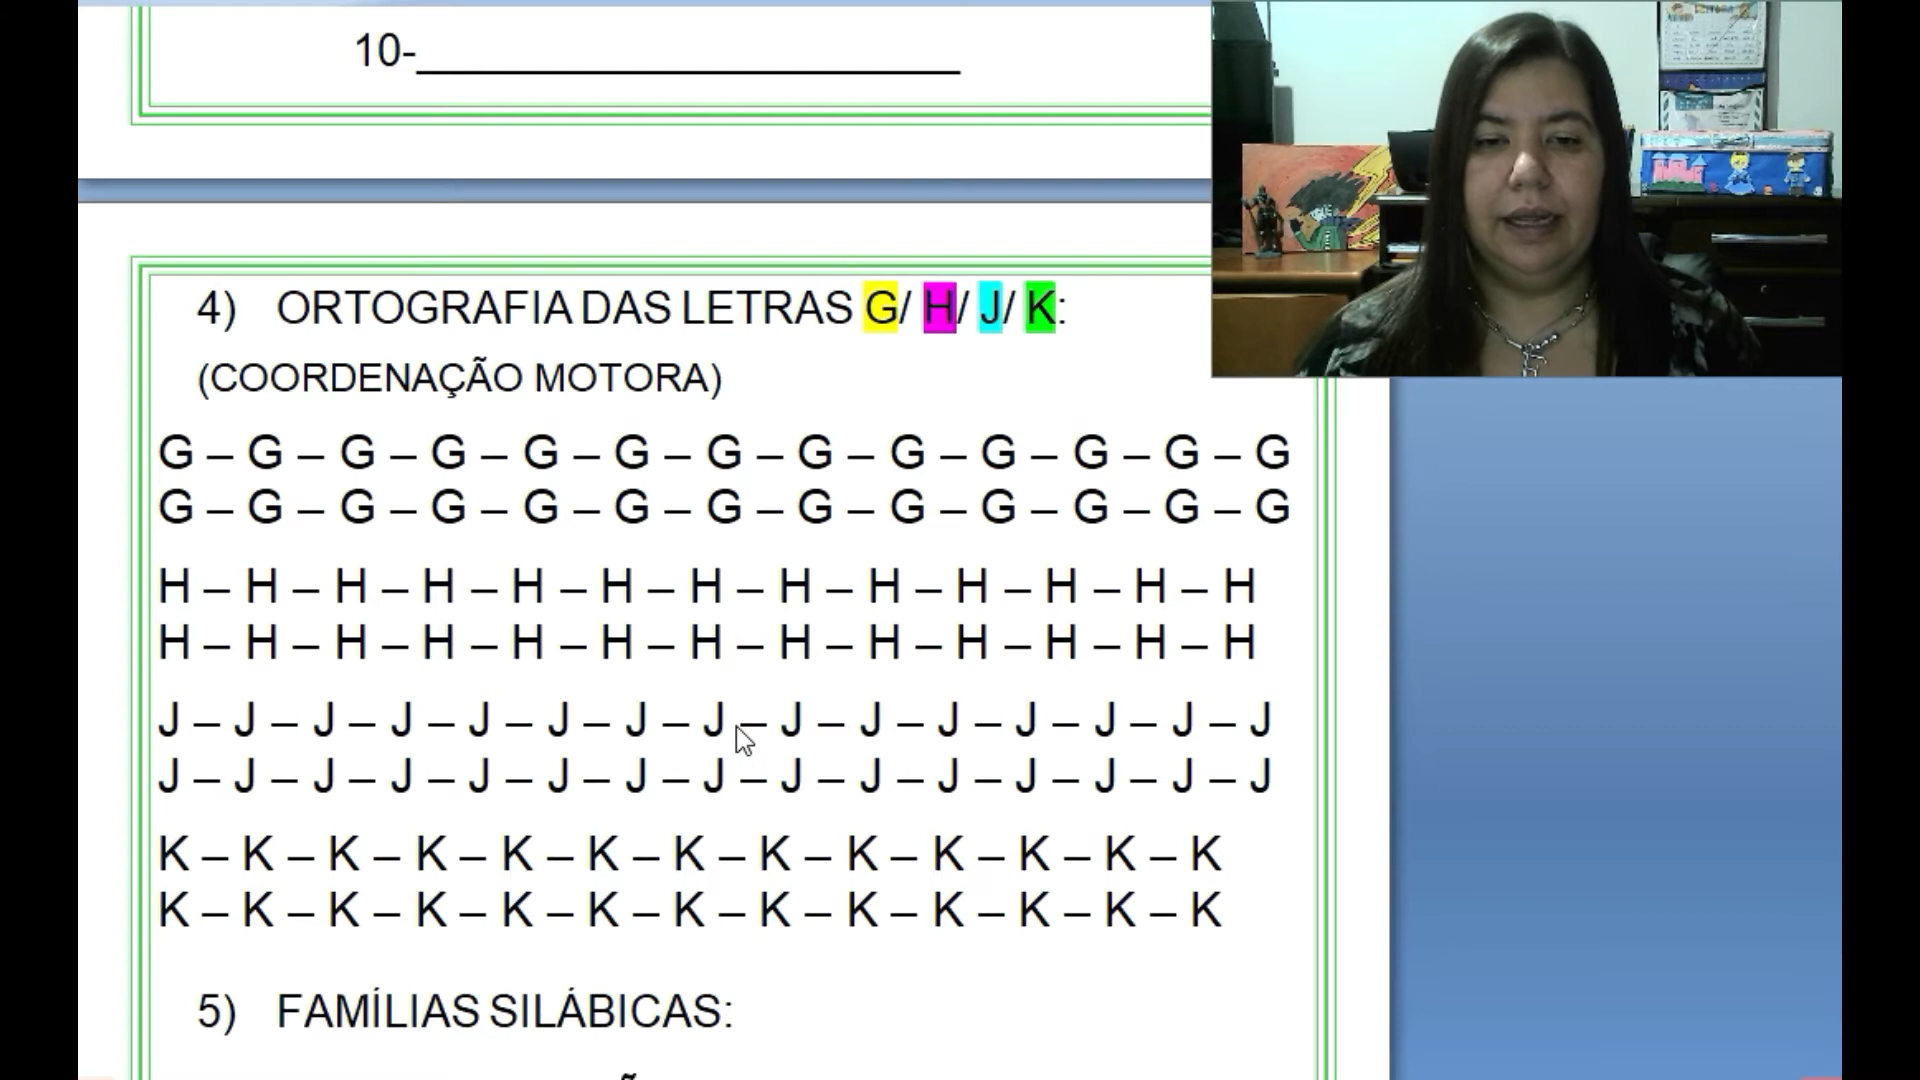 10-
4) ORTOGRAFIA DAS LETRAS G/ H/ J/ K:
(COORDENAÇÃO MOTORA)
G – G – G – G – G – G – G – G – G – G – G – G – G
G – G – G – G – G – G – G – G – G – G – G – G – G
H – H – H – H – H – H – H – H – H – H – H – H – H
H – H – H – H – H – H – H – H – H – H – H – H – H
J – J – J – J – J – J – J – J – J – J – J – J – J – J – J
J – J – J – J – J – J – J – J – J – J – J – J – J – J – J
K – K – K – K – K – K – K – K – K – K – K – K – K
K – K – K – K – K – K – K – K – K – K – K – K – K
5) FAMÍLIAS SILÁBICAS: